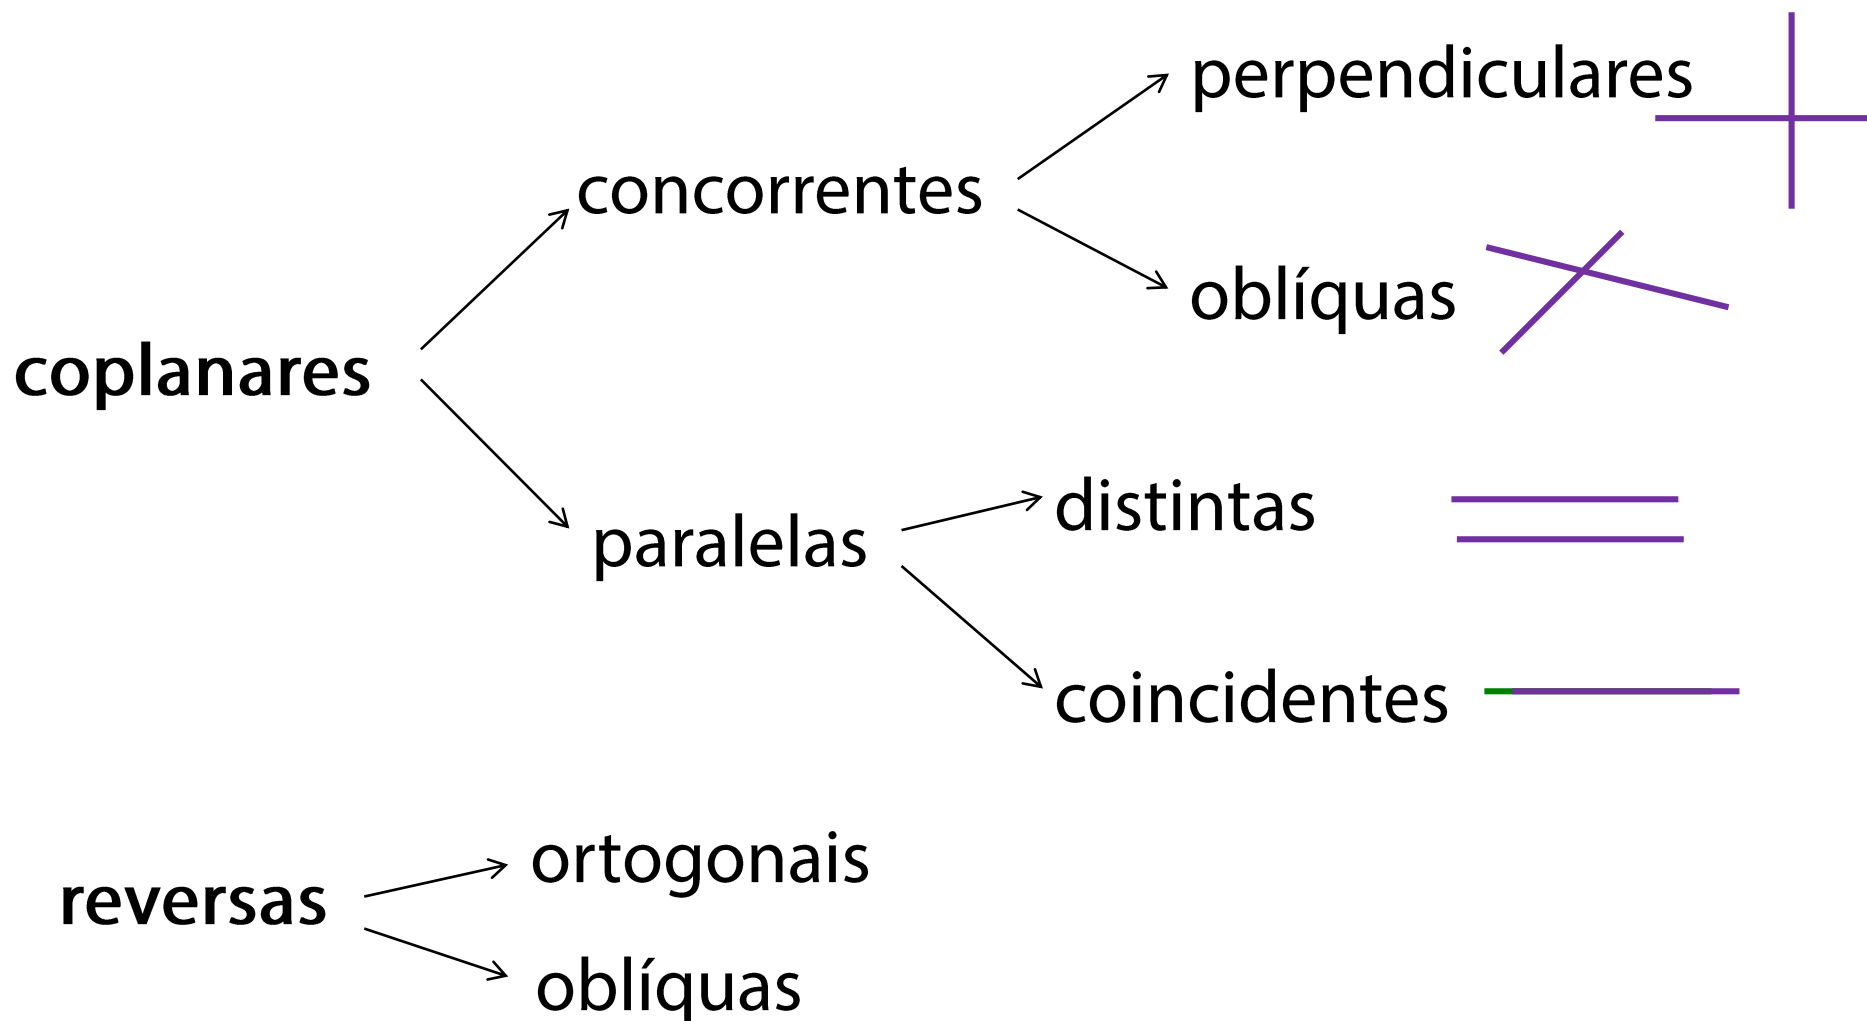 perpendiculares
concorrentes
oblíquas
coplanares
distintas
paralelas
coincidentes
ortogonais
reversas
oblíquas